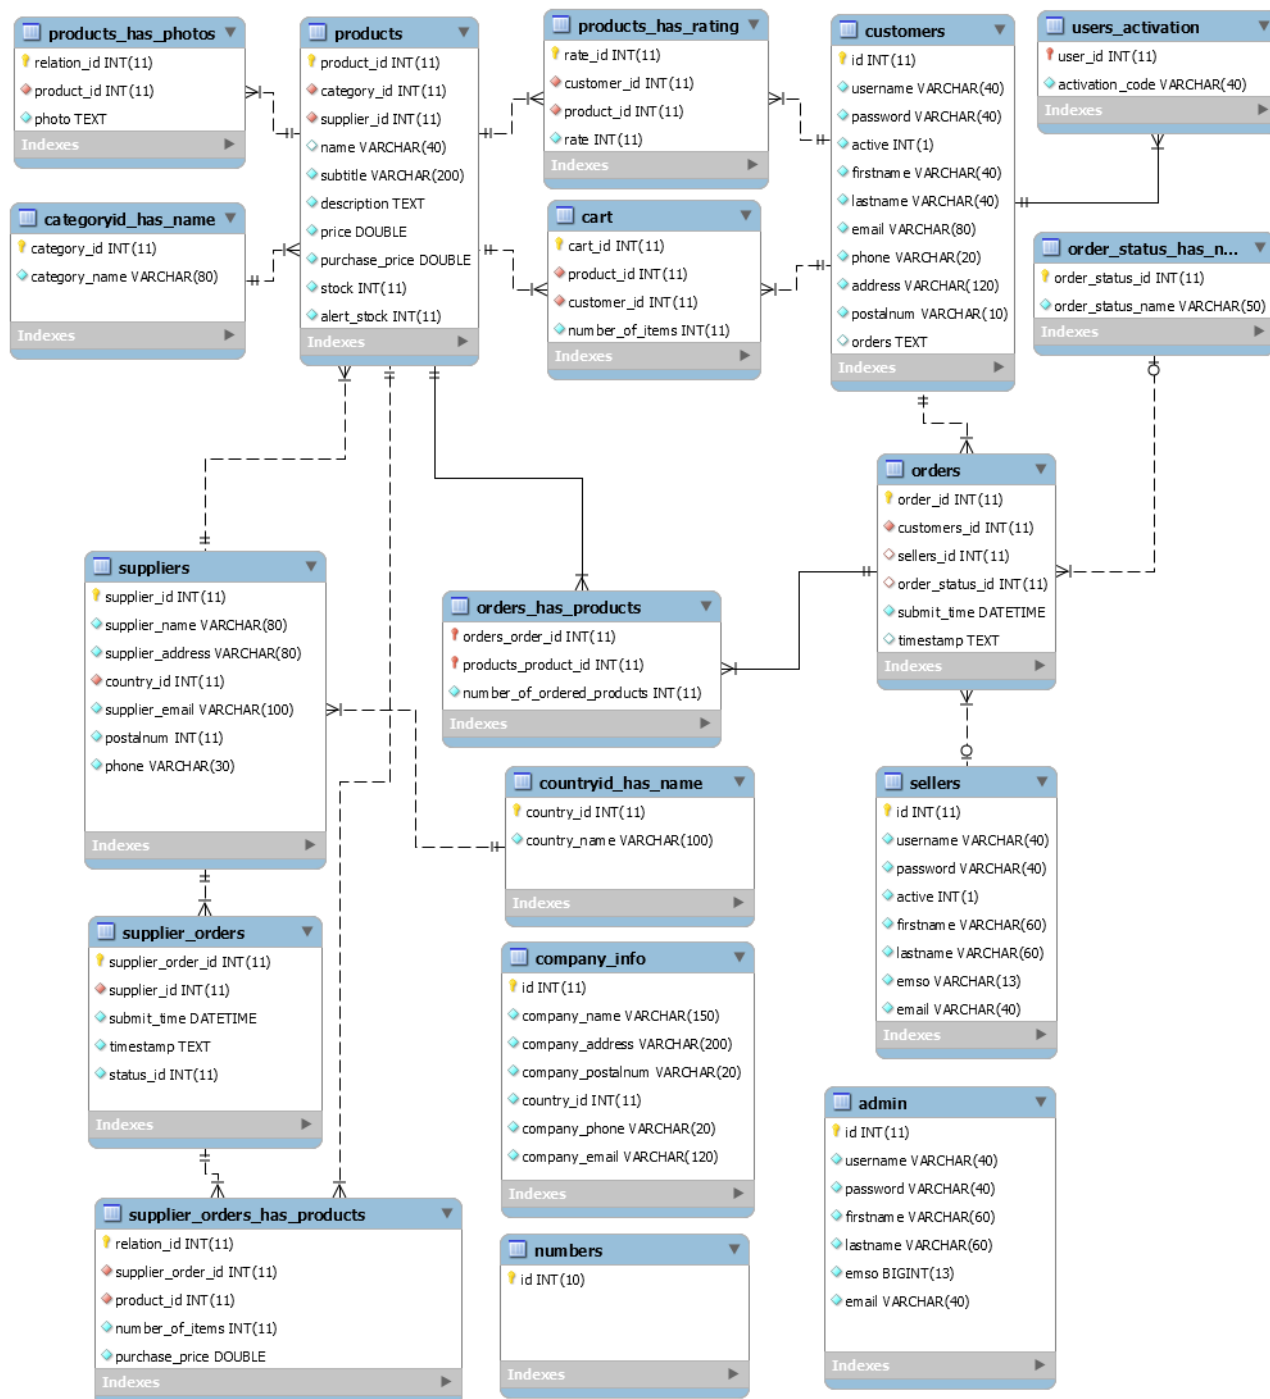 products_has_photos
relation_id INT(11)
product_id INT(11)
photo TEXT
Indexes
products
product_id INT(11)
category_id INT(11)
supplier_id INT(11)
name VARCHAR(40)
subtitle VARCHAR(200)
description TEXT
price DOUBLE
purchase_price DOUBLE
stock INT(11)
alert_stock INT(11)
Indexes
products_has_rating
rate_id INT(11)
customer_id INT(11)
product_id INT(11)
rate INT(11)
Indexes
customers
id INT(11)
username VARCHAR(40)
password VARCHAR(40)
active INT(1)
firstname VARCHAR(40)
lastname VARCHAR(40)
email VARCHAR(80)
phone VARCHAR(20)
address VARCHAR(120)
postalnum VARCHAR(10)
orders TEXT
Indexes
users_activation
user_id INT(11)
activation_code VARCHAR(40)
Indexes
categoryid_has_name
category_id INT(11)
category_name VARCHAR(80)
Indexes
cart
cart_id INT(11)
product_id INT(11)
customer_id INT(11)
number_of_items INT(11)
Indexes
order_status_has_n...
order_status_id INT(11)
order_status_name VARCHAR(50)
Indexes
orders
order_id INT(11)
customers_id INT(11)
sellers_id INT(11)
order_status_id INT(11)
submit_time DATETIME
timestamp TEXT
Indexes
suppliers
supplier_id INT(11)
supplier_name VARCHAR(80)
supplier_address VARCHAR(80)
country_id INT(11)
supplier_email VARCHAR(100)
postalnum INT(11)
phone VARCHAR(30)
Indexes
orders_has_products
orders_order_id INT(11)
products_product_id INT(11)
number_of_ordered_products INT(11)
Indexes
countryid_has_name
country_id INT(11)
country_name VARCHAR(100)
Indexes
sellers
id INT(11)
username VARCHAR(40)
password VARCHAR(40)
active INT(1)
firstname VARCHAR(60)
lastname VARCHAR(60)
emso VARCHAR(13)
email VARCHAR(40)
Indexes
supplier_orders
supplier_order_id INT(11)
supplier_id INT(11)
submit_time DATETIME
timestamp TEXT
status_id INT(11)
Indexes
company_info
id INT(11)
company_name VARCHAR(150)
company_address VARCHAR(200)
company_postalnum VARCHAR(20)
country_id INT(11)
company_phone VARCHAR(20)
company_email VARCHAR(120)
Indexes
admin
id INT(11)
username VARCHAR(40)
password VARCHAR(40)
firstname VARCHAR(60)
lastname VARCHAR(60)
emso BIGINT(13)
email VARCHAR(40)
Indexes
supplier_orders_has_products
relation_id INT(11)
supplier_order_id INT(11)
product_id INT(11)
number_of_items INT(11)
purchase_price DOUBLE
Indexes
numbers
id INT(10)
Indexes